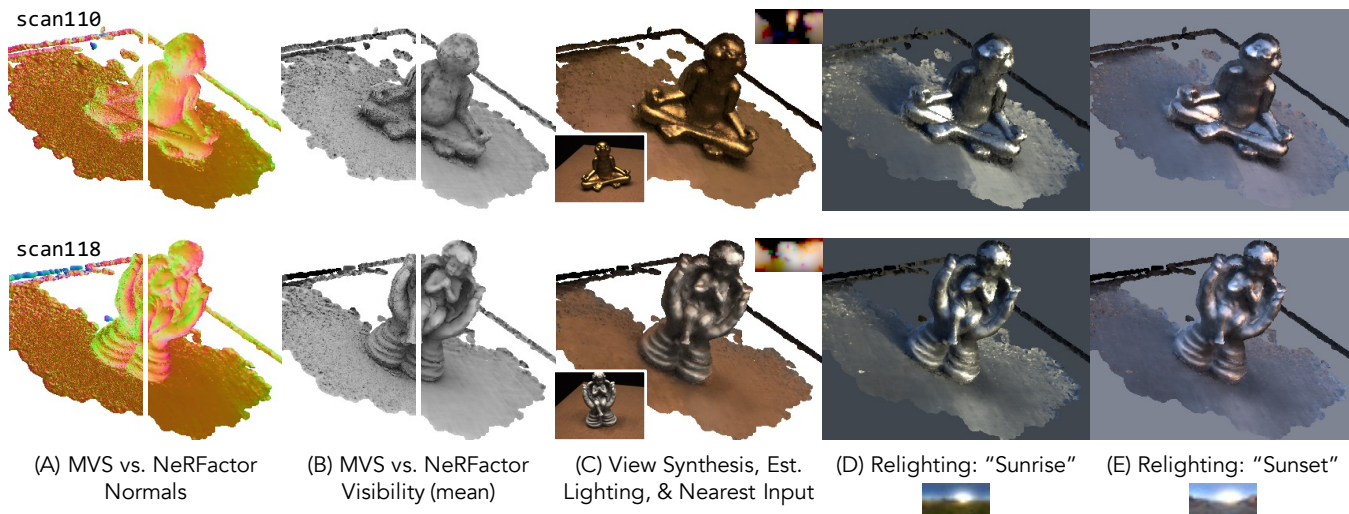 scan110
scan118
(A) MVS vs. NeRFactor
Normals
(B) MVS vs. NeRFactor
Visibility (mean)
(C) View Synthesis, Est.
Lighting, & Nearest Input
(D) Relighting: “Sunrise”
(E) Relighting: “Sunset”